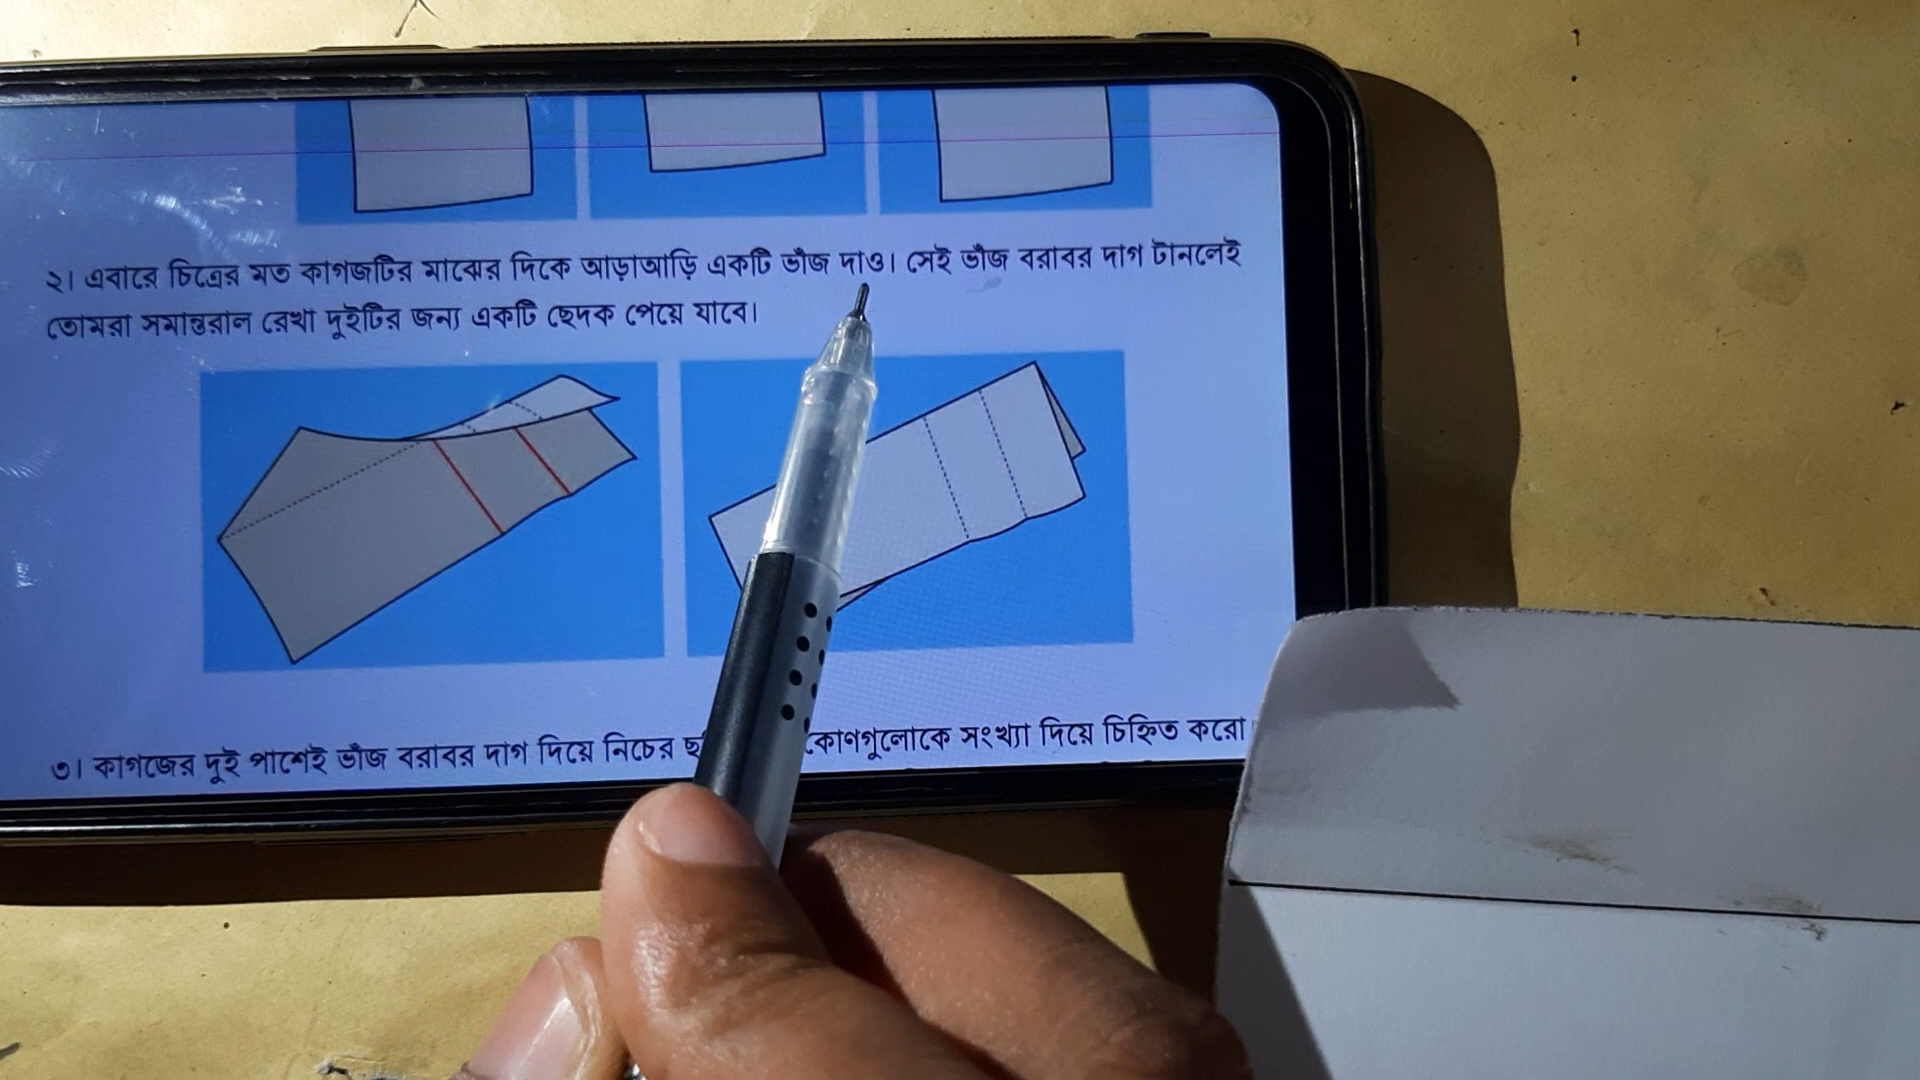 ২। এবারে চিত্রের মত কাগজটির মাঝের দিকে আড়াআড়ি একটি ভাঁজ দাও। সেই ভাঁজ বরাবর দাগ টানলেই
তোমরা সমান্তরাল রেখা দুইটির জন্য একটি ছেদক পেয়ে যাবে।
৩। কাগজের দুই পাশেই ভাঁজ বরাবর দাগ দিয়ে নিচের কোণগুলোকে সংখ্যা দিয়ে চিহ্নিত করো।